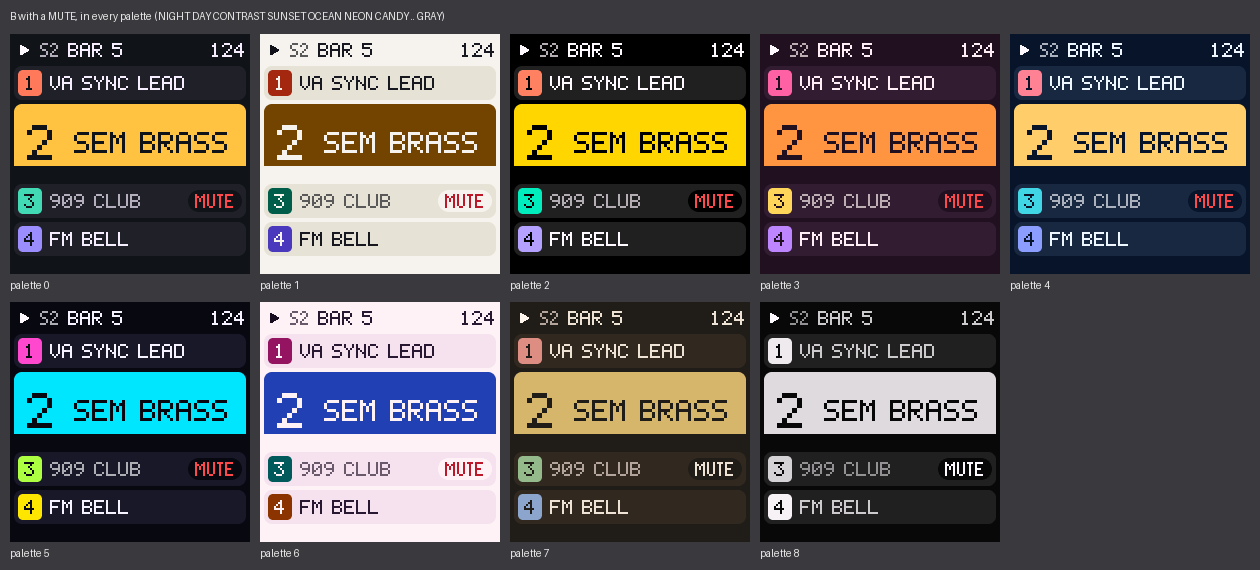 B with a MUTE, in every palette (NIGHT DAY CONTRAST SUNSET OCEAN NEON CANDY .. GRAY)
S2 BAR 5 124
1 VA SYNC LEAD
2 SEM BRASS
3 909 CLUB MUTE
4 FM BELL
palette 0
S2 BAR 5 124
1 VA SYNC LEAD
2 SEM BRASS
3 909 CLUB MUTE
4 FM BELL
palette 1
S2 BAR 5 124
1 VA SYNC LEAD
2 SEM BRASS
3 909 CLUB MUTE
4 FM BELL
palette 2
S2 BAR 5 124
1 VA SYNC LEAD
2 SEM BRASS
3 909 CLUB MUTE
4 FM BELL
palette 3
S2 BAR 5 124
1 VA SYNC LEAD
2 SEM BRASS
3 909 CLUB MUTE
4 FM BELL
palette 4
S2 BAR 5 124
1 VA SYNC LEAD
2 SEM BRASS
3 909 CLUB MUTE
4 FM BELL
palette 5
S2 BAR 5 124
1 VA SYNC LEAD
2 SEM BRASS
3 909 CLUB MUTE
4 FM BELL
palette 6
S2 BAR 5 124
1 VA SYNC LEAD
2 SEM BRASS
3 909 CLUB MUTE
4 FM BELL
palette 7
S2 BAR 5 124
1 VA SYNC LEAD
2 SEM BRASS
3 909 CLUB MUTE
4 FM BELL
palette 8